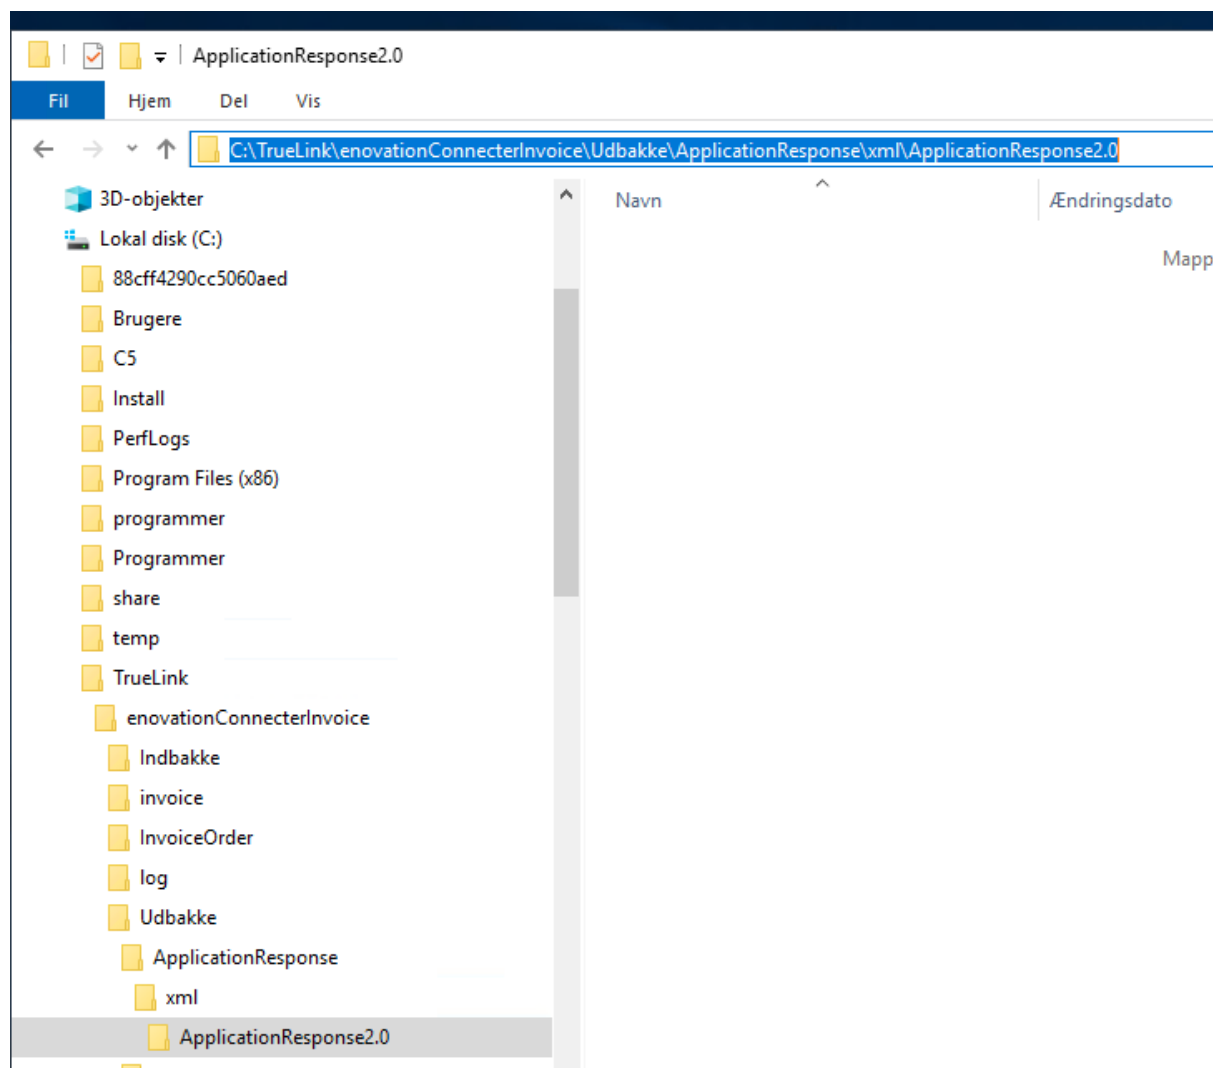 ApplicationResponse2.0
Fil Hjem Del Vis
C:\TrueLink\enovationConnecterInvoice\Udbakke\ApplicationResponse\xml\ApplicationResponse2.0
Navn Ændringsdato
Mapp
3D-objekter
Lokal disk (C:)
88cff4290cc5060aed
Brugere
C5
Install
PerfLogs
Program Files (x86)
programmer
Programmer
share
temp
TrueLink
enovationConnecterInvoice
Indbakke
invoice
InvoiceOrder
log
Udbakke
ApplicationResponse
xml
ApplicationResponse2.0